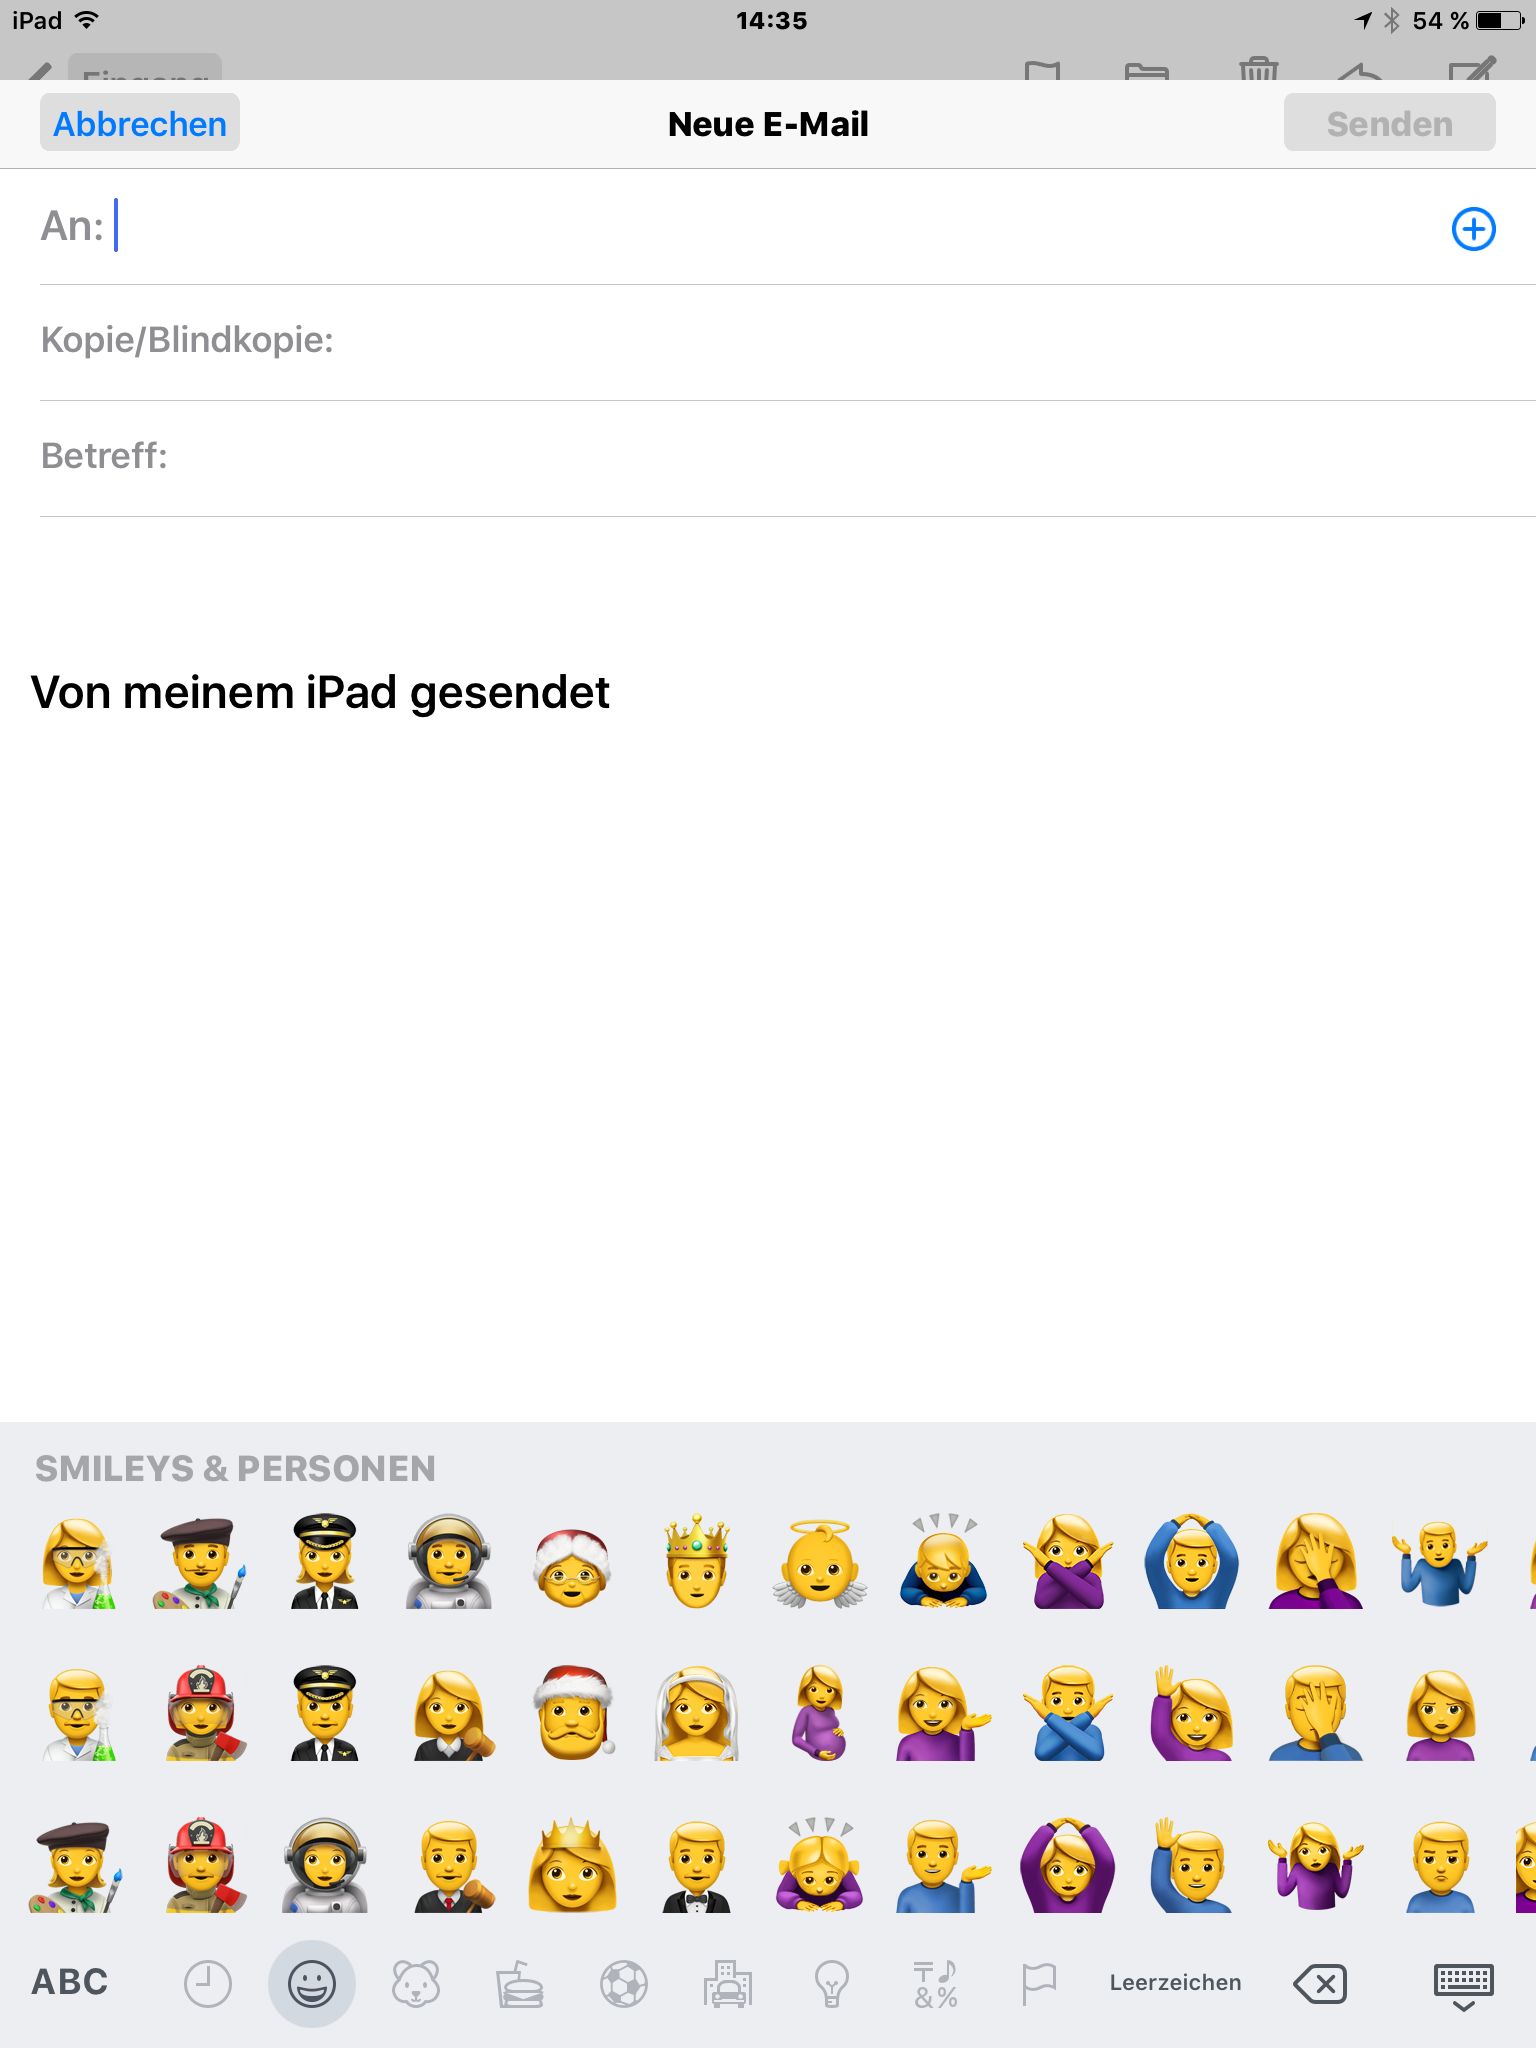 iPad 14:35 54 %
Eingang
Abbrechen Neue E-Mail Senden
An:
Kopie/Blindkopie:
Betreff:
Von meinem iPad gesendet
SMILEYS & PERSONEN
ABC &% Leerzeichen